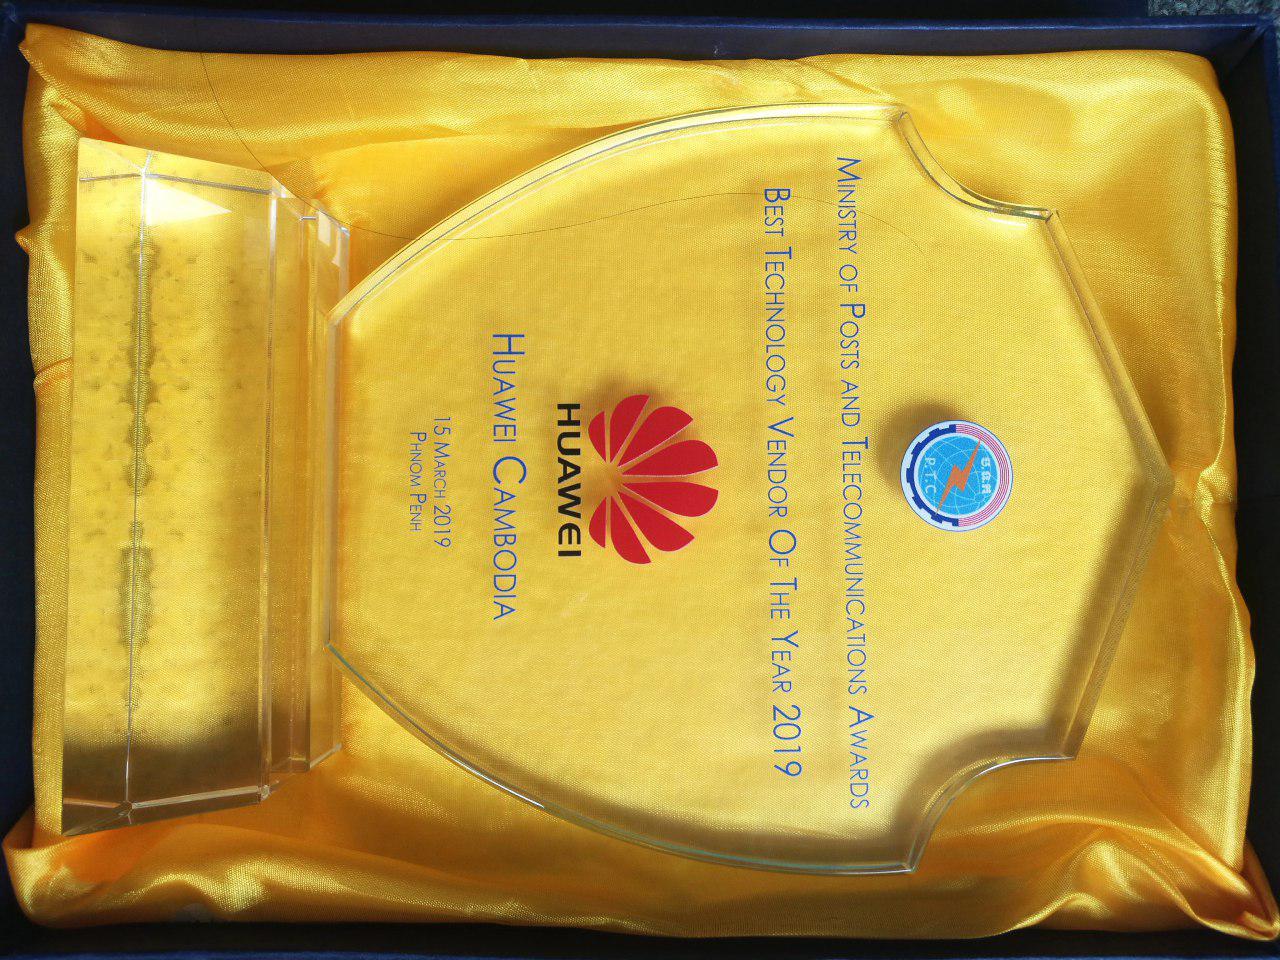 P.T.C
MINISTRY OF POSTS AND TELECOMMUNICATIONS AWARDS
BEST TECHNOLOGY VENDOR OF THE YEAR 2019
HUAWEI
HUAWEI CAMBODIA
15 MARCH 2019
PHNOM PENH